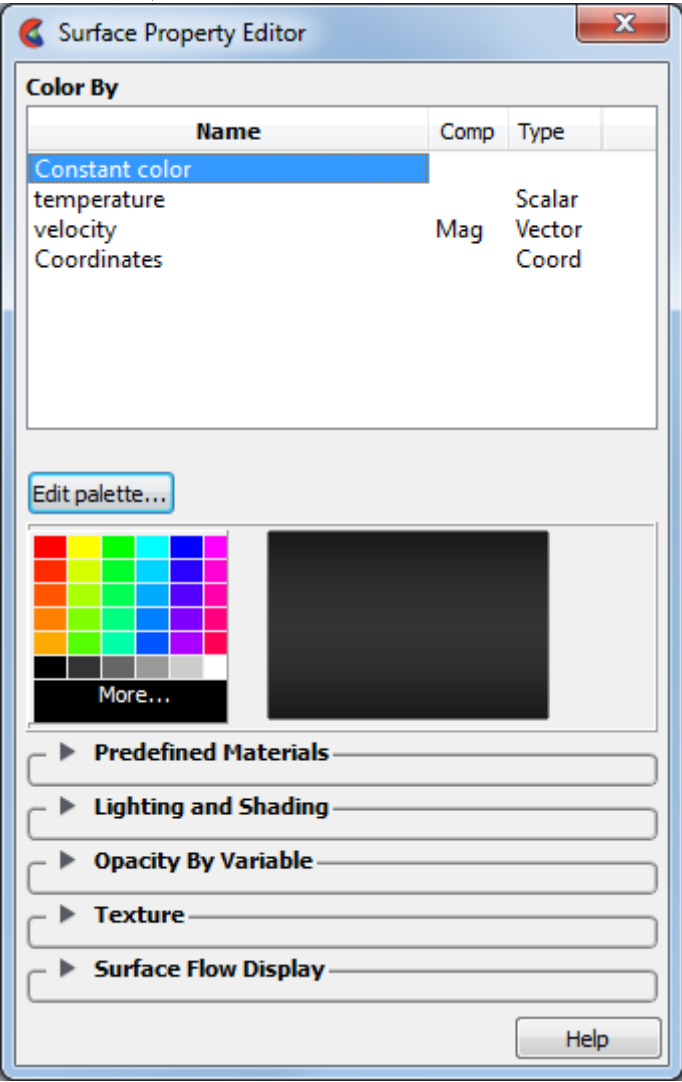 Surface Property Editor
Color By
Name Comp Type
Constant color
temperature Scalar
velocity Mag Vector
Coordinates Coord
Edit palette...
More...
Predefined Materials
Lighting and Shading
Opacity By Variable
Texture
Surface Flow Display
Help